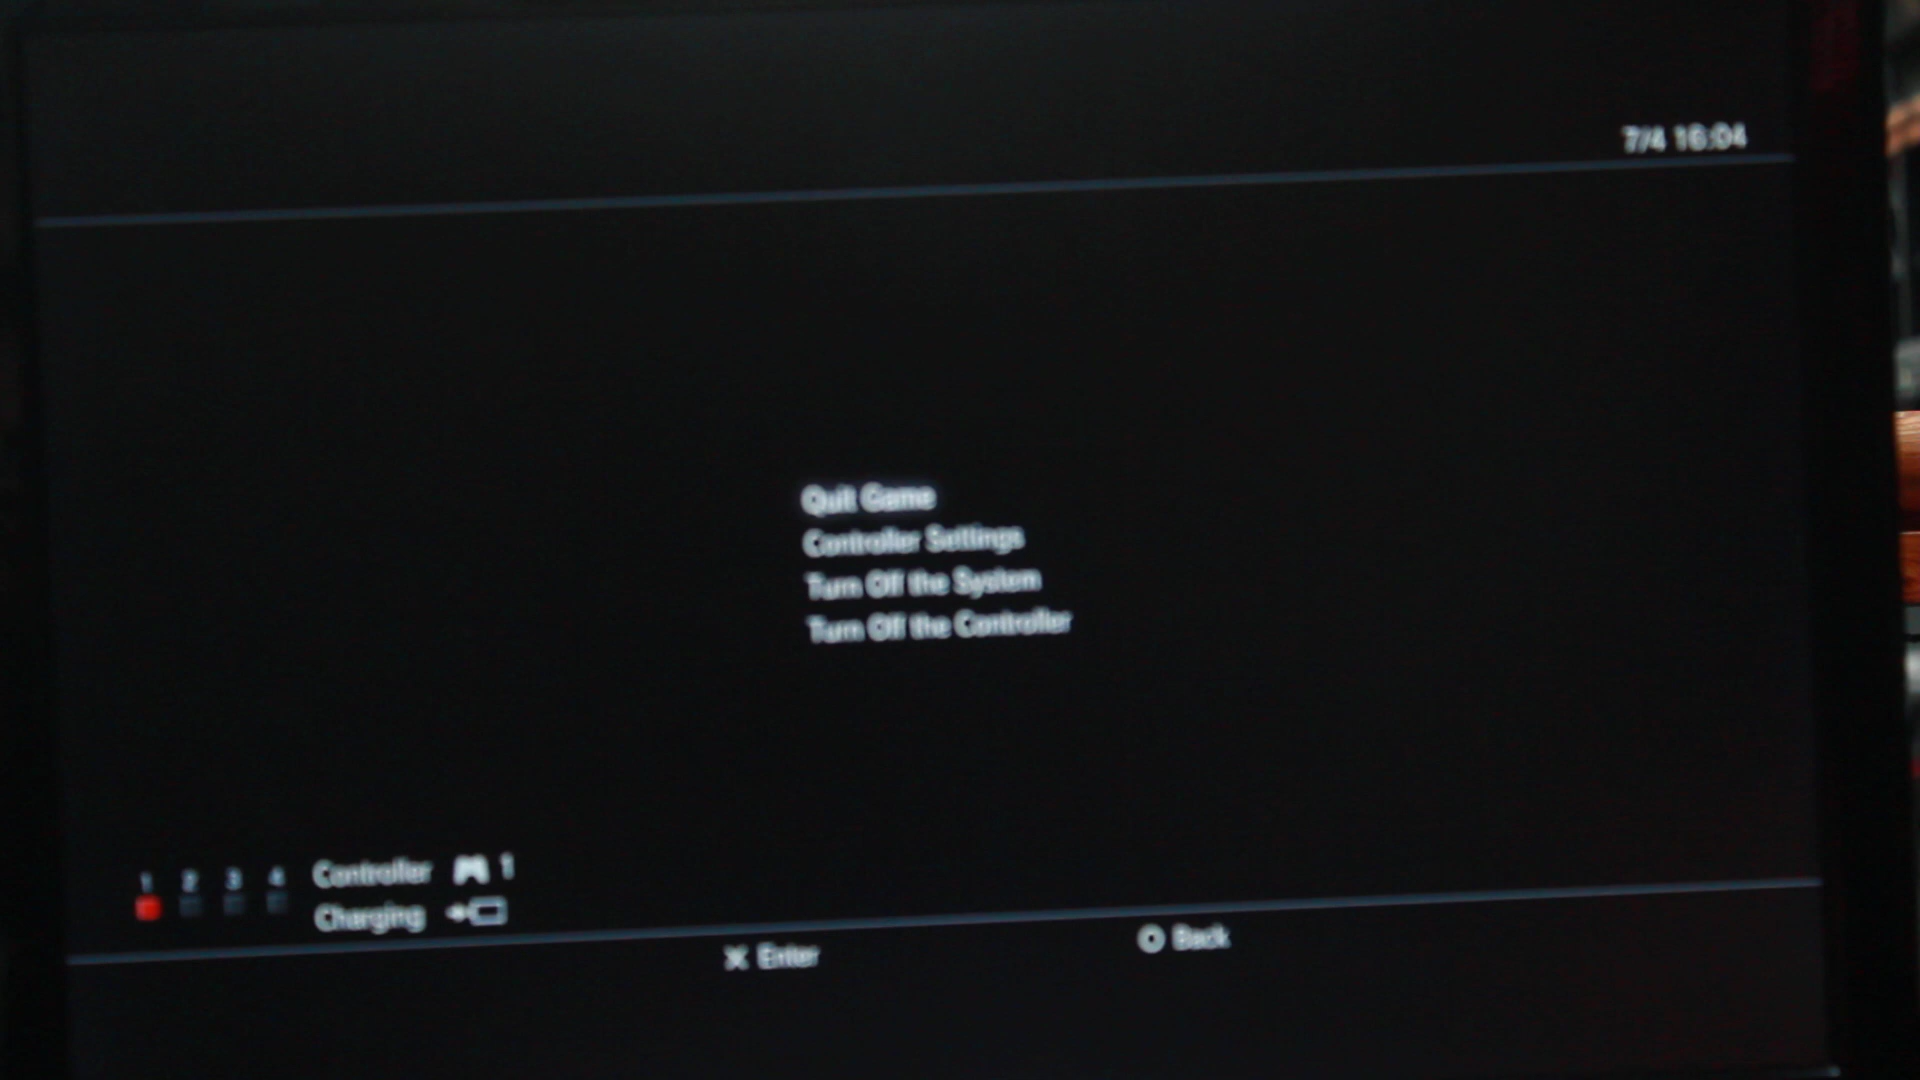 7/4 16:04
Quit Game
Controller Settings
Turn Off the System
Turn Off the Controller
1 2 3 4 Controller 1
Charging
Enter
Back